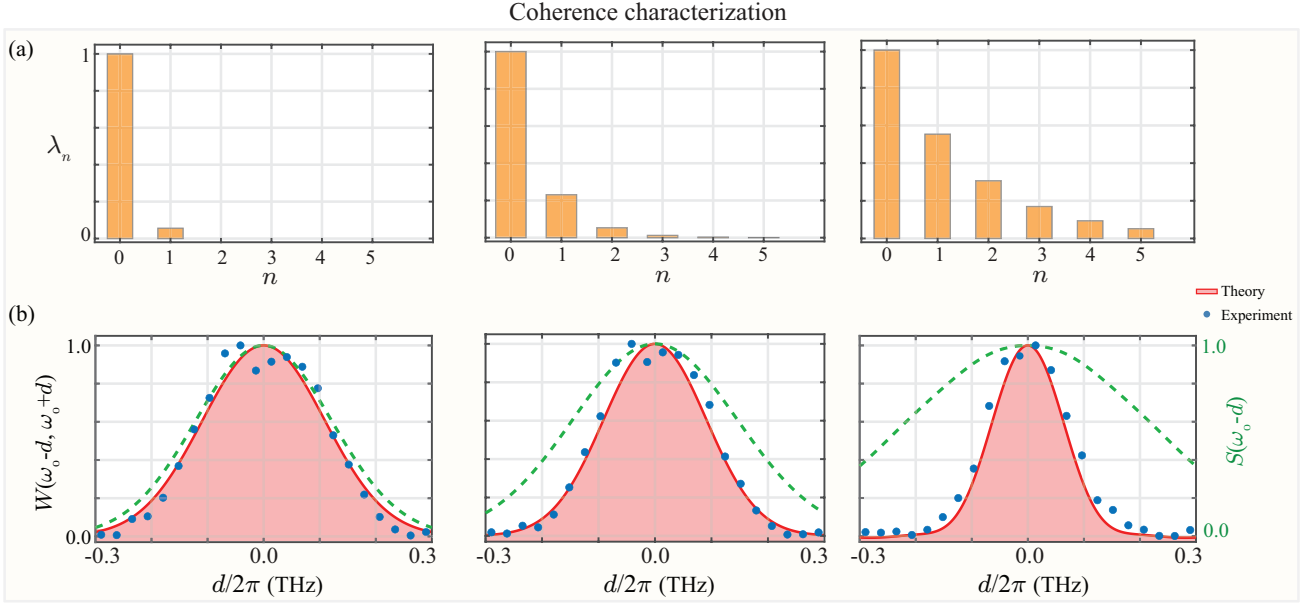 Coherence characterization
(a)
1
λn
0
0 1 2 3 4 5
n
0 1 2 3 4 5
n
0 1 2 3 4 5
n
Theory
Experiment
(b)
1.0
W(ωo-d, ωo+d)
0.0
-0.3 0.0 0.3
d/2π (THz)
-0.3 0.0 0.3
d/2π (THz)
-0.3 0.0 0.3
d/2π (THz)
1.0
S(ωo-d)
0.0